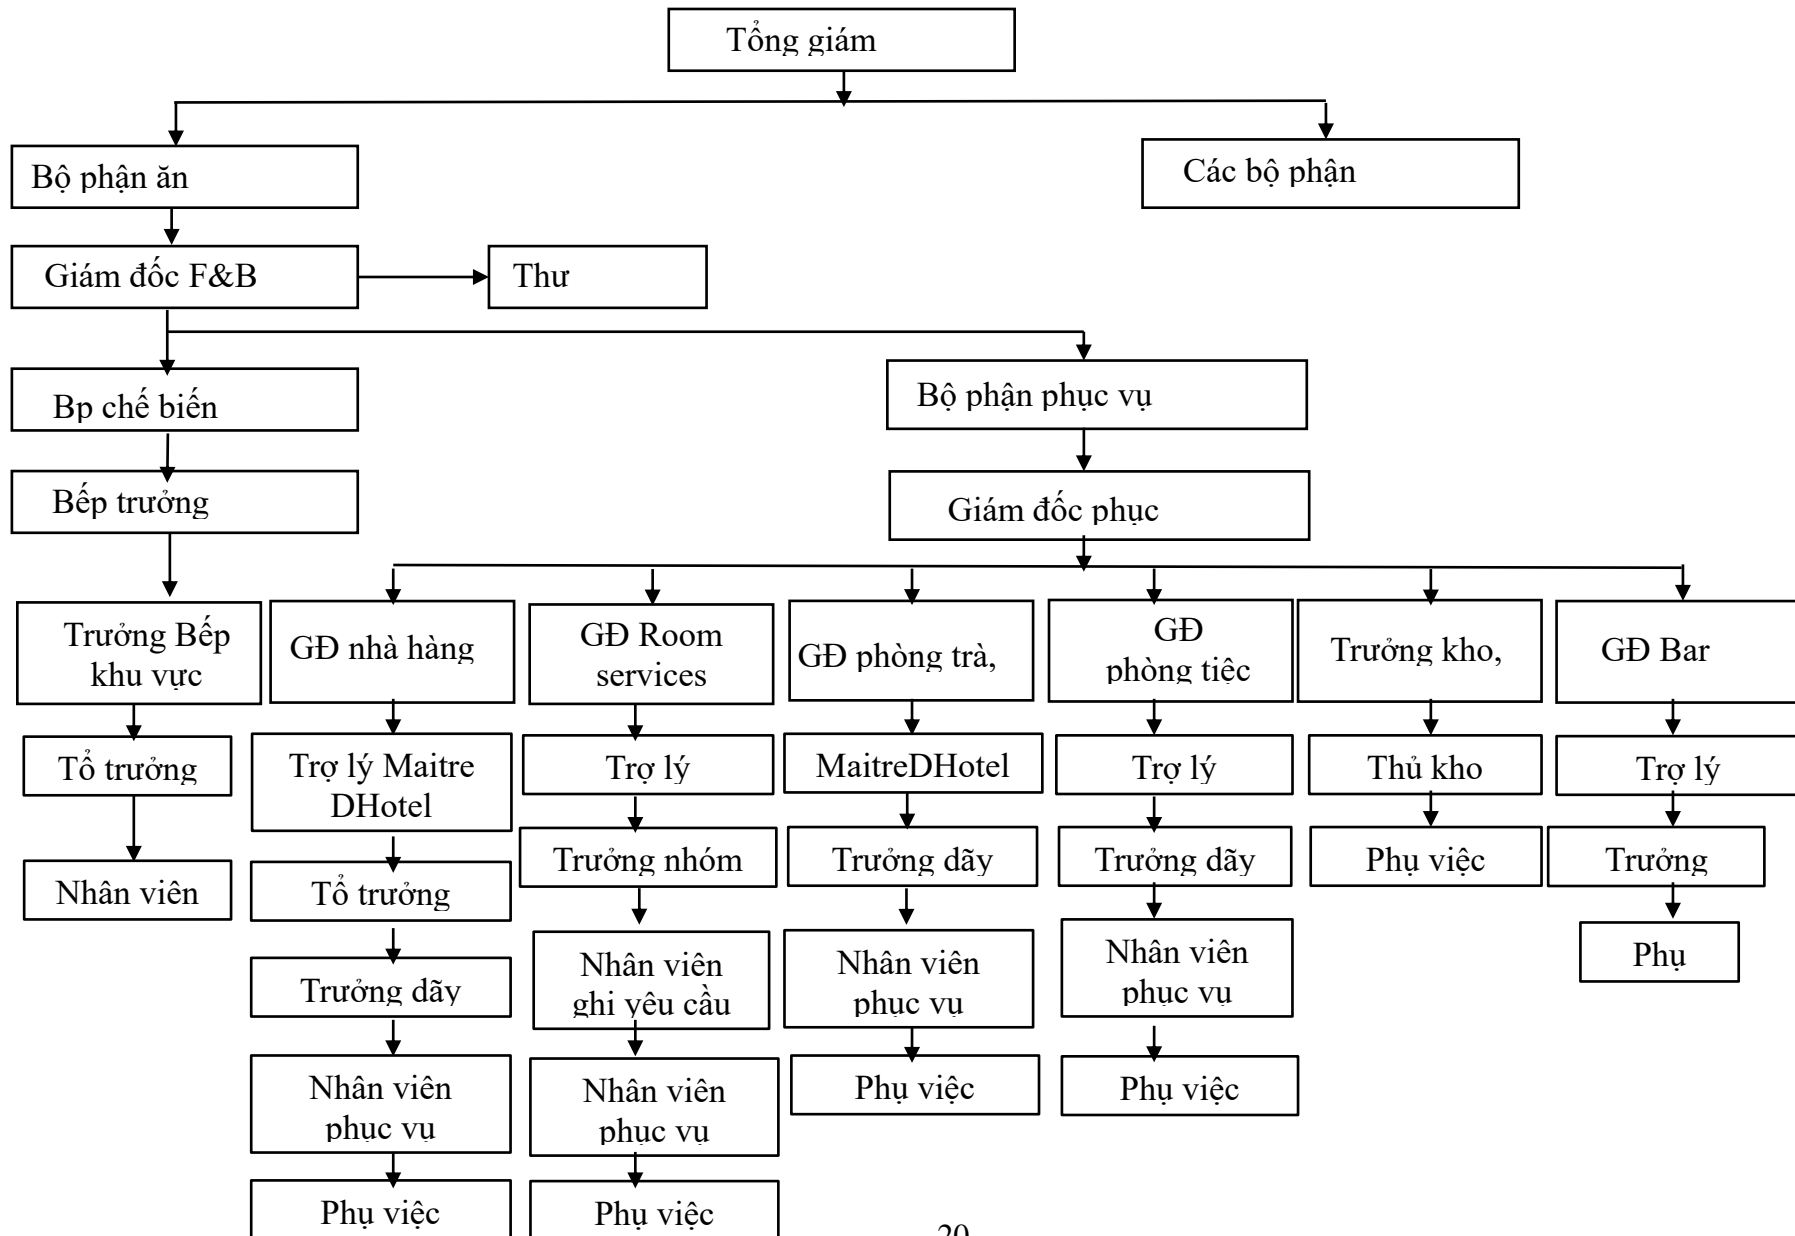 Tổng giám
Bộ phận ăn
Các bộ phận
Giám đốc F&B
Thư
Bp chế biến
Bộ phận phục vụ
Bếp trưởng
Giám đốc phục
Trưởng Bếp
khu vực
GĐ nhà hàng
GĐ Room
services
GĐ phòng trà,
GĐ
phòng tiệc
Trưởng kho,
GĐ Bar
Tổ trưởng
Trợ lý Maitre
DHotel
Trợ lý
MaitreDHotel
Trợ lý
Thủ kho
Trợ lý
Nhân viên
Tổ trưởng
Trưởng nhóm
Trưởng dãy
Trưởng dãy
Phụ việc
Trưởng
Trưởng dãy
Nhân viên
ghi yêu cầu
Nhân viên
phục vụ
Nhân viên
phục vụ
Phụ
Nhân viên
phục vụ
Nhân viên
phục vụ
Phụ việc
Phụ việc
Phụ việc
Phụ việc
20